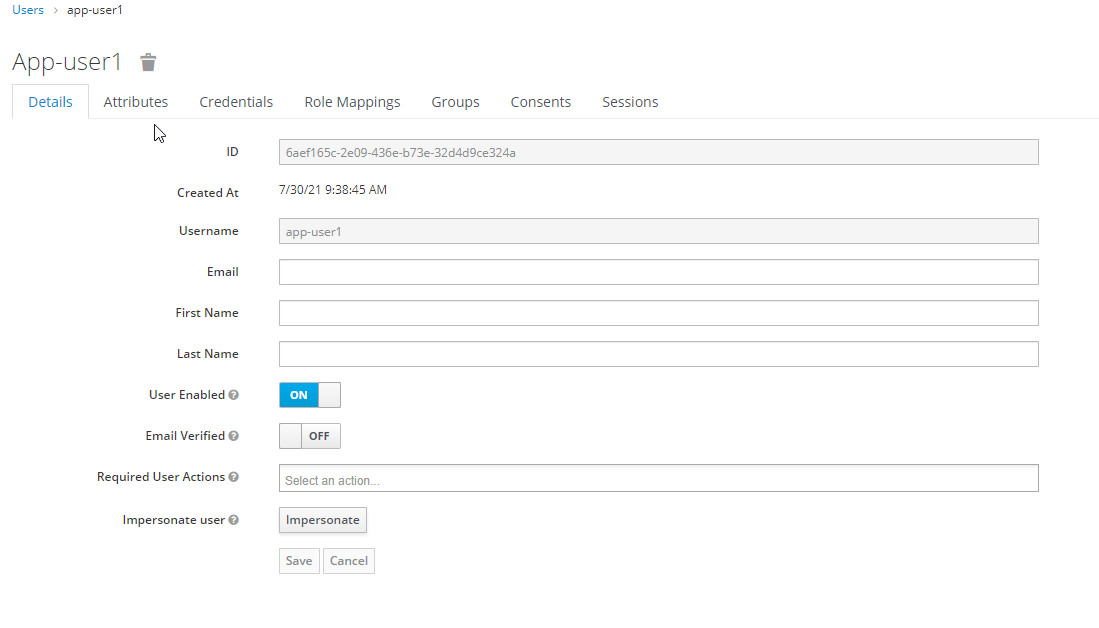 Users > app-user1
App-user1
Details Attributes Credentials Role Mappings Groups Consents Sessions
ID 6aef165c-2e09-436e-b73e-32d4d9ce324a
Created At 7/30/21 9:38:45 AM
Username app-user1
Email
First Name
Last Name
User Enabled ? ON
Email Verified ? OFF
Required User Actions ? Select an action...
Impersonate user ? Impersonate
Save Cancel